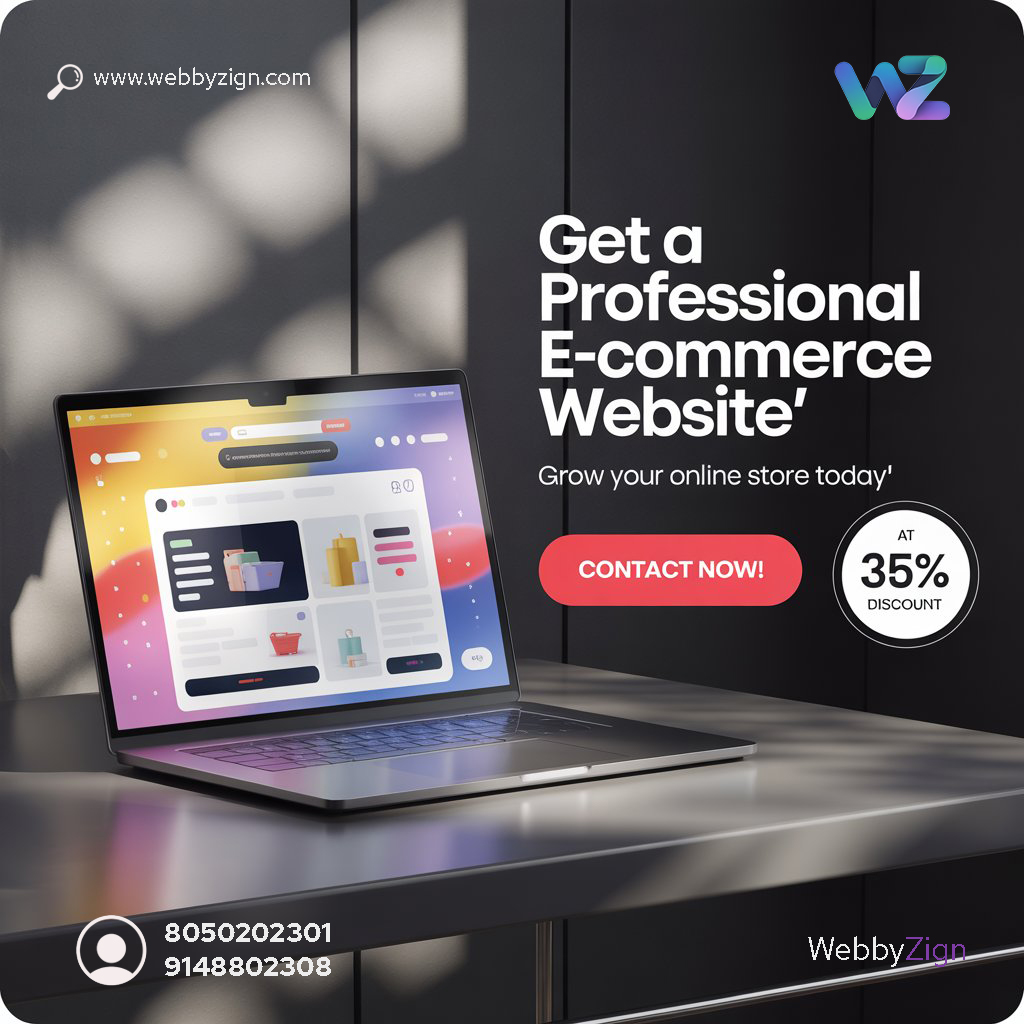 www.webbyzign.com
WZ
Get a
Professional
E-commerce
Website'
Grow your online store today'
CONTACT NOW!
AT
35%
DISCOUNT
8050202301
9148802308
WebbyZign